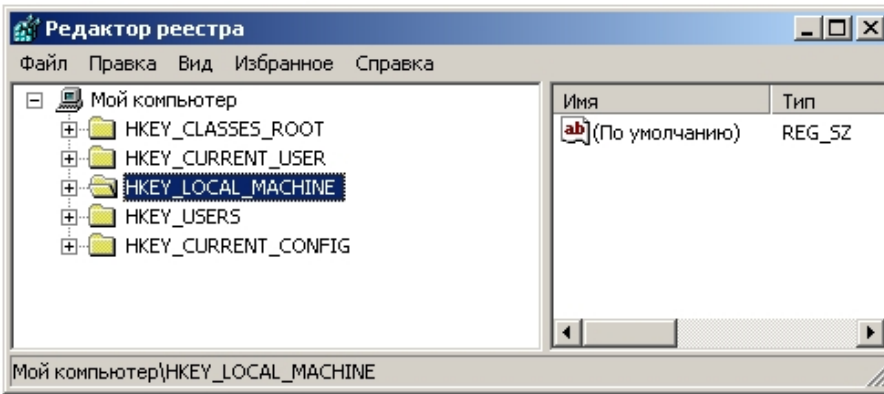 Редактор реестра
Файл Правка Вид Избранное Справка
Мой компьютер
HKEY_CLASSES_ROOT
HKEY_CURRENT_USER
HKEY_LOCAL_MACHINE
HKEY_USERS
HKEY_CURRENT_CONFIG
Имя Тип
ab (По умолчанию) REG_SZ
Мой компьютер\HKEY_LOCAL_MACHINE